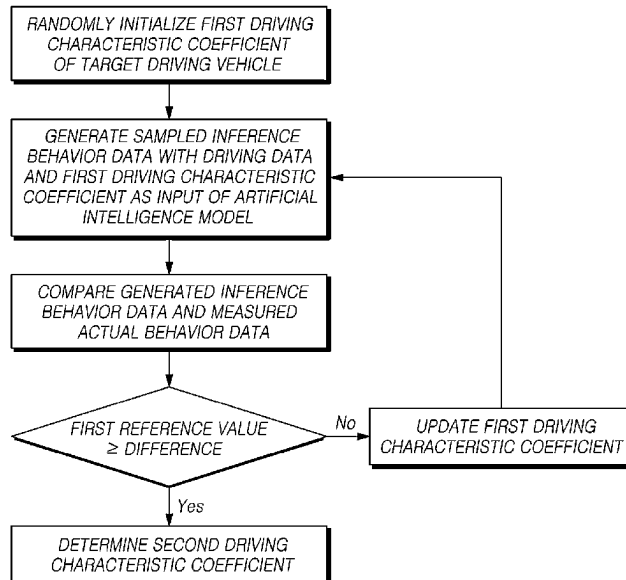 RANDOMLY INITIALIZE FIRST DRIVING
CHARACTERISTIC COEFFICIENT
OF TARGET DRIVING VEHICLE
GENERATE SAMPLED INFERENCE
BEHAVIOR DATA WITH DRIVING DATA
AND FIRST DRIVING CHARACTERISTIC
COEFFICIENT AS INPUT OF ARTIFICIAL
INTELLIGENCE MODEL
COMPARE GENERATED INFERENCE
BEHAVIOR DATA AND MEASURED
ACTUAL BEHAVIOR DATA
FIRST REFERENCE VALUE
≥ DIFFERENCE
No
UPDATE FIRST DRIVING
CHARACTERISTIC COEFFICIENT
Yes
DETERMINE SECOND DRIVING
CHARACTERISTIC COEFFICIENT